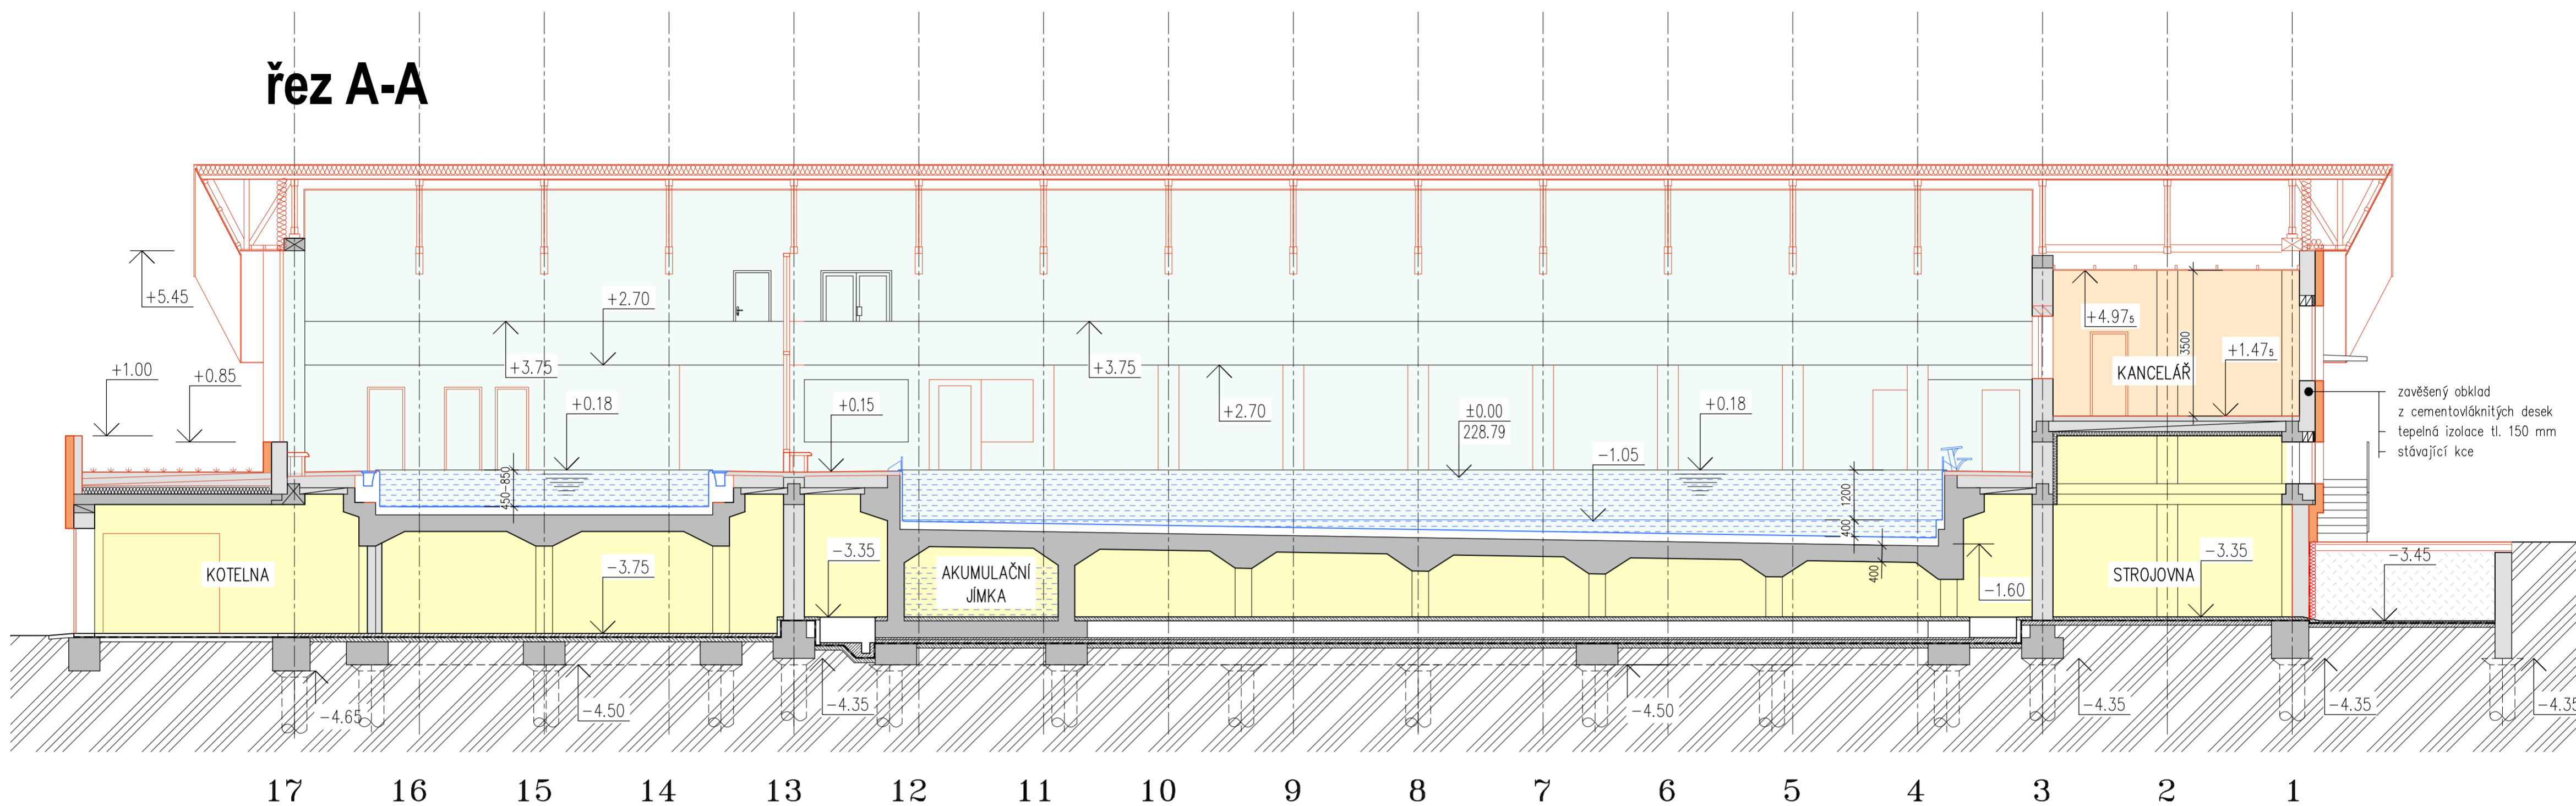 řez A-A
+5.45
+2.70
+4.975
3500
+1.475
KANCELÁŘ
+3.75
+3.75
+1.00
+0.85
+2.70
zavěšený obklad
z cementovláknitých desek
tepelná izolace tl. 150 mm
stávající kce
+0.18
+0.15
±0.00
228.79
+0.18
-1.05
450-850
1200
400
400
KOTELNA
-3.75
-3.35
AKUMULAČNÍ
JÍMKA
-1.60
STROJOVNA
-3.35
-3.45
-4.65
-4.50
-4.35
-4.50
-4.35
-4.35
-4.35
17 16 15 14 13 12 11 10 9 8 7 6 5 4 3 2 1